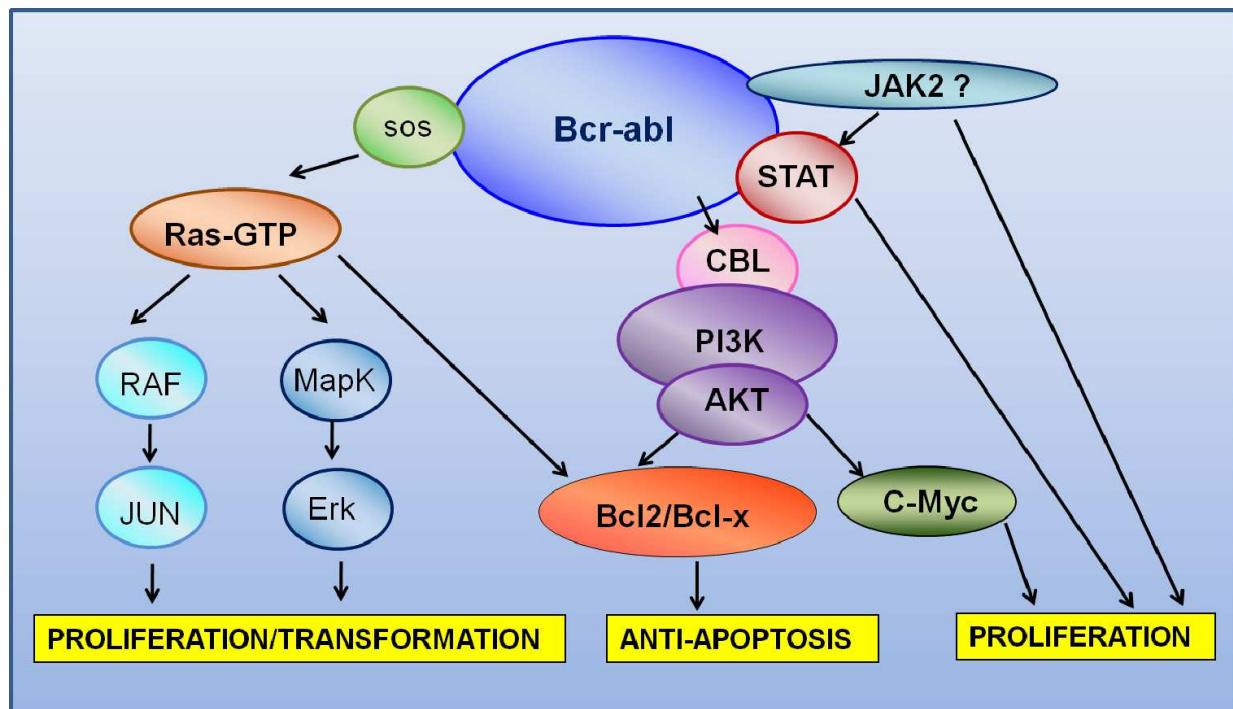 JAK2 ?
sos
Bcr-abl
STAT
Ras-GTP
CBL
PI3K
RAF
MapK
AKT
JUN
Erk
Bcl2/Bcl-x
C-Myc
PROLIFERATION/TRANSFORMATION
ANTI-APOPTOSIS
PROLIFERATION